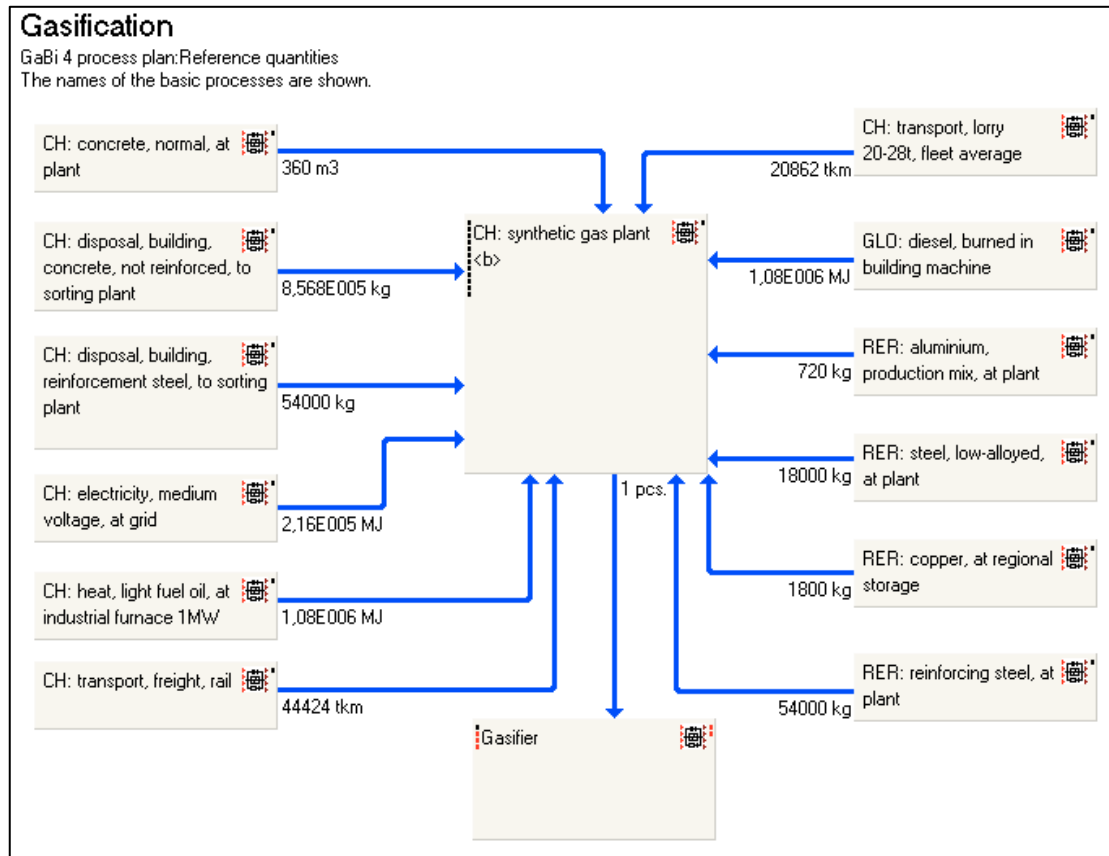 Gasification
GaBi 4 process plan:Reference quantities
The names of the basic processes are shown.
CH: concrete, normal, at
plant
360 m3
CH: transport, lorry
20-28t, fleet average
20862 tkm
CH: disposal, building,
concrete, not reinforced, to
sorting plant
8,568E005 kg
CH: synthetic gas plant
<b>
GLO: diesel, burned in
building machine
1,08E006 MJ
CH: disposal, building,
reinforcement steel, to sorting
plant
54000 kg
RER: aluminium,
production mix, at plant
720 kg
CH: electricity, medium
voltage, at grid
2,16E005 MJ
RER: steel, low-alloyed,
at plant
18000 kg
1 pcs.
CH: heat, light fuel oil, at
industrial furnace 1MW
1,08E006 MJ
RER: copper, at regional
storage
1800 kg
CH: transport, freight, rail
44424 tkm
RER: reinforcing steel, at
plant
54000 kg
Gasifier